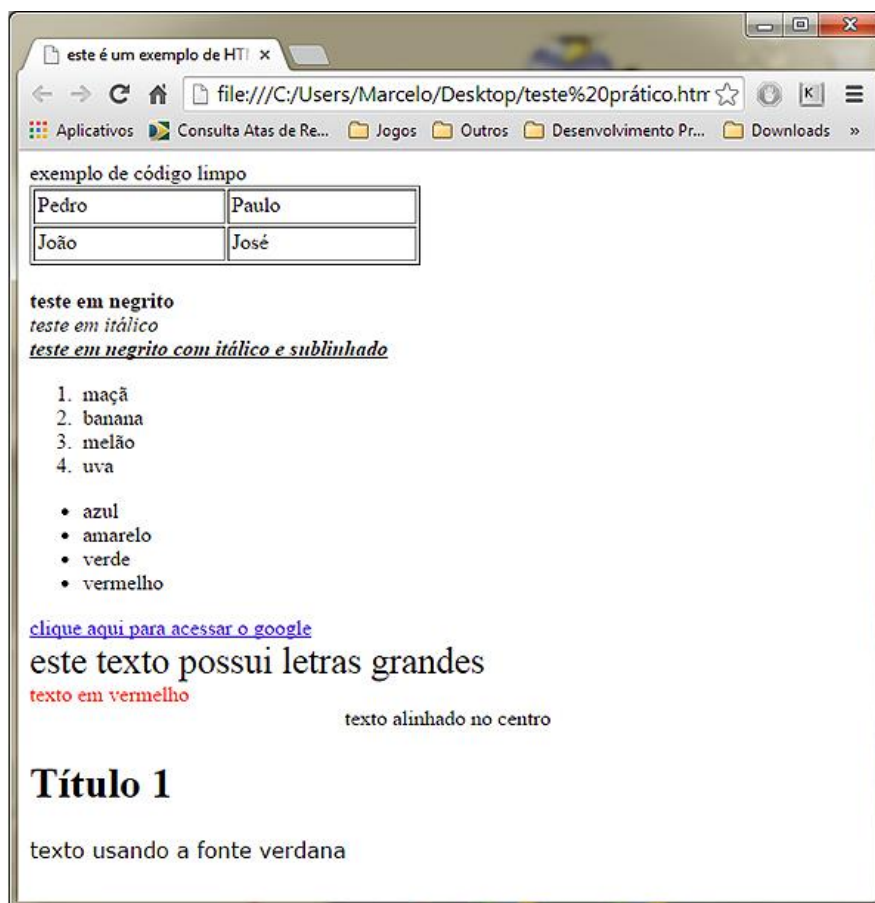 este é um exemplo de HT
file:///C:/Users/Marcelo/Desktop/teste%20prático.htm
Aplicativos Consulta Atas de Re... Jogos Outros Desenvolvimento Pr... Downloads »
exemplo de código limpo
Pedro Paulo
João José
teste em negrito
teste em itálico
teste em negrito com itálico e sublinhado
1. maçã
2. banana
3. melão
4. uva
• azul
• amarelo
• verde
• vermelho
clique aqui para acessar o google
este texto possui letras grandes
texto em vermelho
texto alinhado no centro
Título 1
texto usando a fonte verdana